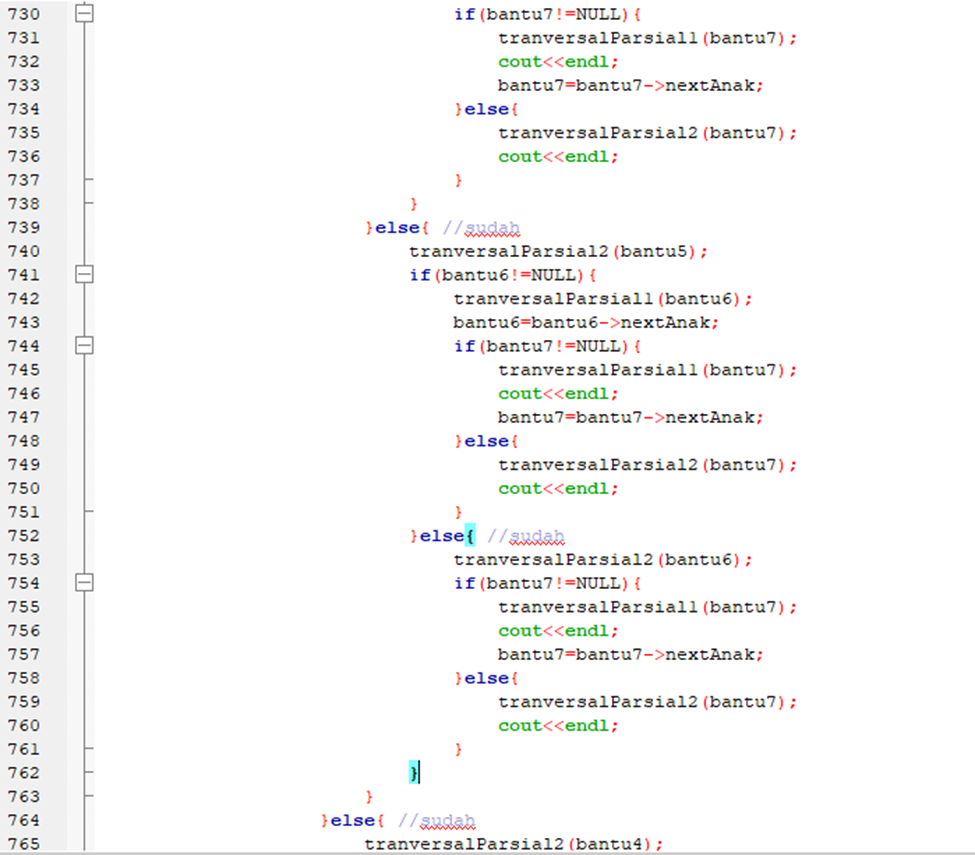 730 if(bantu7!=NULL){
731 tranversalParsial1(bantu7);
732 cout<<endl;
733 bantu7=bantu7->nextAnak;
734 }else{
735 tranversalParsial2(bantu7);
736 cout<<endl;
737 }
738 }
739 }else{ //sudah
740 tranversalParsial2(bantu5);
741 if(bantu6!=NULL){
742 tranversalParsial1(bantu6);
743 bantu6=bantu6->nextAnak;
744 if(bantu7!=NULL){
745 tranversalParsial1(bantu7);
746 cout<<endl;
747 bantu7=bantu7->nextAnak;
748 }else{
749 tranversalParsial2(bantu7);
750 cout<<endl;
751 }
752 }else{ //sudah
753 tranversalParsial2(bantu6);
754 if(bantu7!=NULL){
755 tranversalParsial1(bantu7);
756 cout<<endl;
757 bantu7=bantu7->nextAnak;
758 }else{
759 tranversalParsial2(bantu7);
760 cout<<endl;
761 }
762 }
763 }
764 }else{ //sudah
765 tranversalParsial2(bantu4);